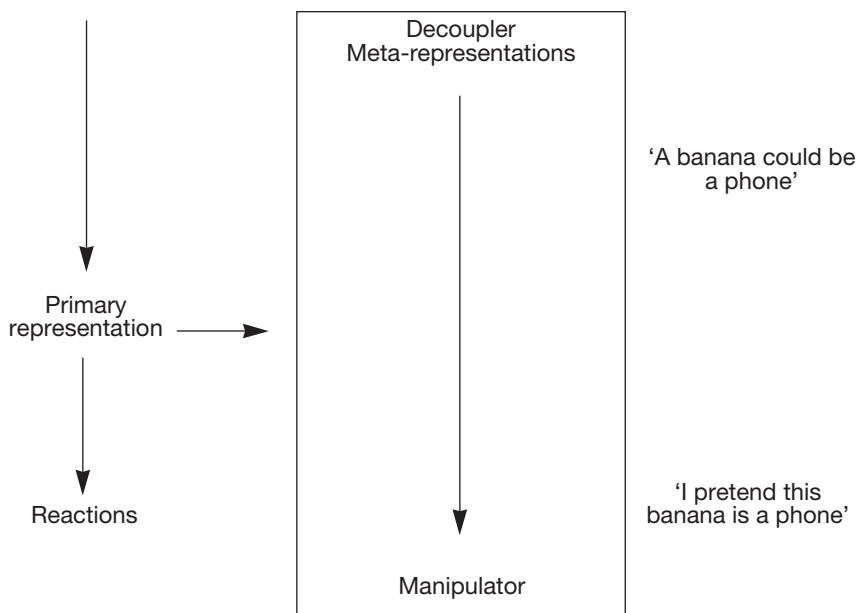 Decoupler
Meta-representations
‘A banana could be
a phone’
Primary
representation
Reactions
‘I pretend this
banana is a phone’
Manipulator